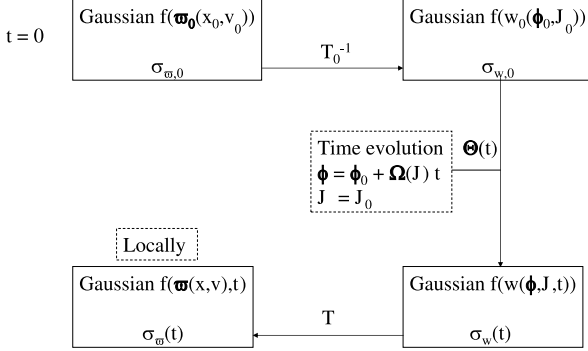 Gaussian f(ϖ₀(x₀,v₀))
σϖ,₀
t = 0
T₀⁻¹
Gaussian f(w₀(ϕ₀,J₀))
σw,₀
Time evolution
ϕ = ϕ₀ + Ω(J) t
J = J₀
Θ(t)
Locally
Gaussian f(ϖ(x,v),t)
σϖ(t)
T
Gaussian f(w(ϕ,J,t))
σw(t)